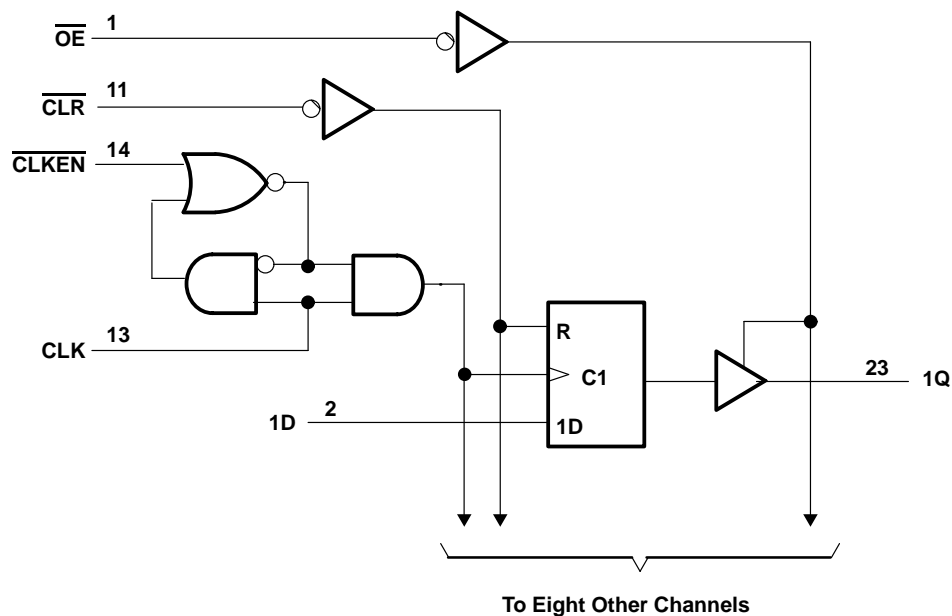 OE 1
CLR 11
CLKEN 14
CLK 13
R
C1
1D 2 1D
23 1Q
To Eight Other Channels